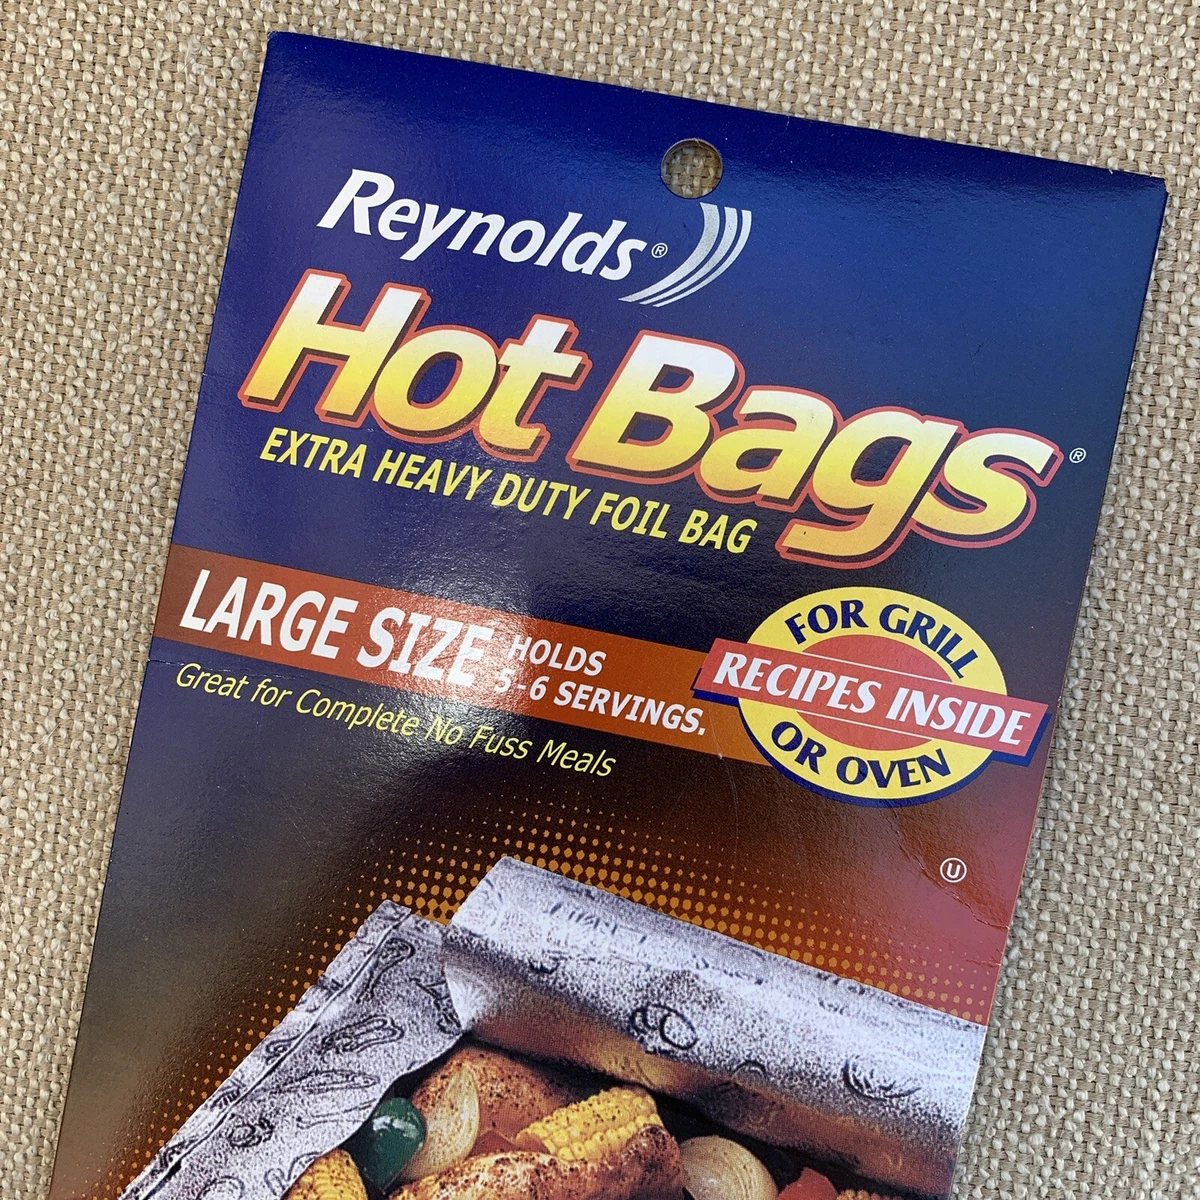 Reynolds®
Hot Bags®
EXTRA HEAVY DUTY FOIL BAG
LARGE SIZE
HOLDS
5-6 SERVINGS.
Great for Complete No Fuss Meals
FOR GRILL
RECIPES INSIDE
OR OVEN
U